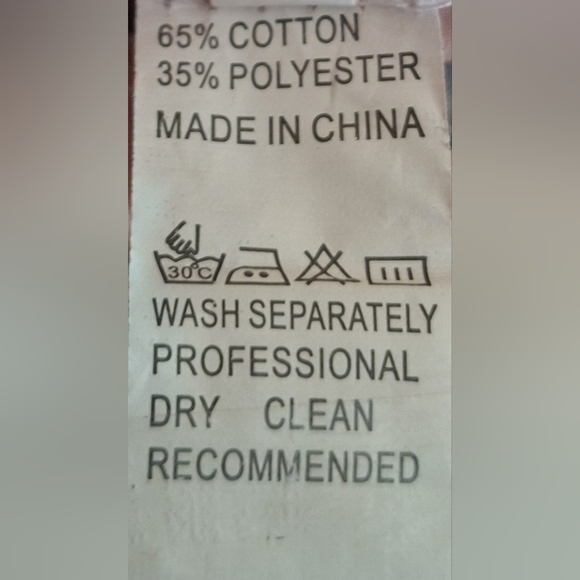 65% COTTON
35% POLYESTER
MADE IN CHINA
30°C
WASH SEPARATELY
PROFESSIONAL
DRY CLEAN
RECOMMENDED